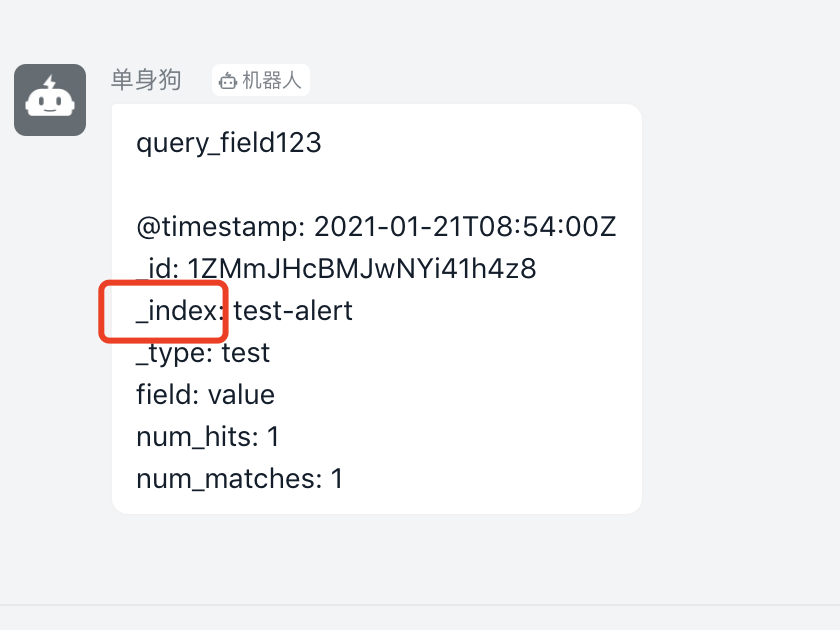 单身狗 机器人
query_field123
@timestamp: 2021-01-21T08:54:00Z
_id: 1ZMmJHcBMJwNYi41h4z8
_index: test-alert
_type: test
field: value
num_hits: 1
num_matches: 1